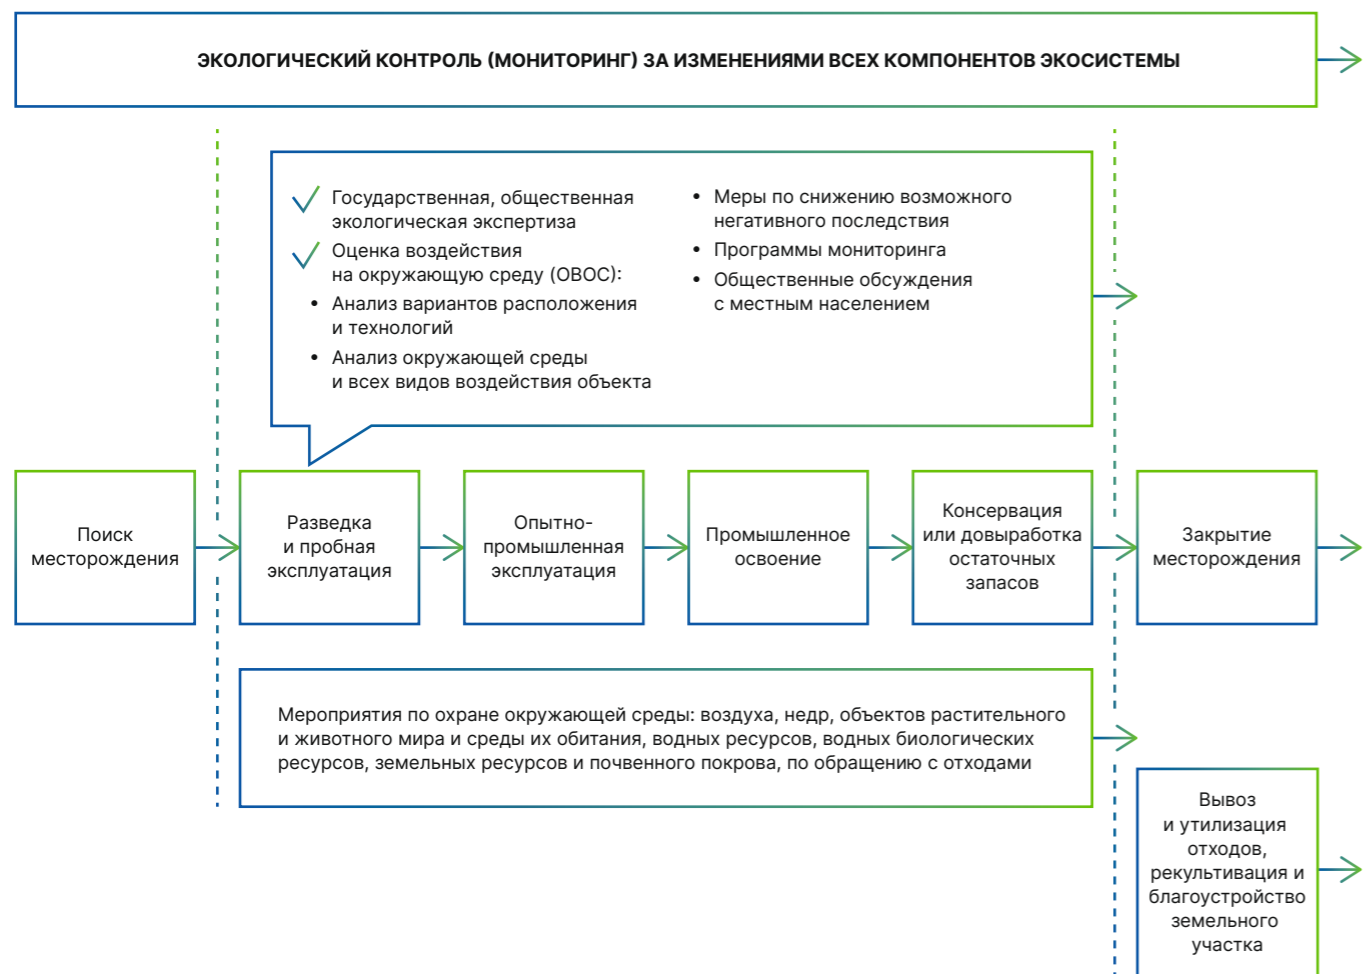 ЭКОЛОГИЧЕСКИЙ КОНТРОЛЬ (МОНИТОРИНГ) ЗА ИЗМЕНЕНИЯМИ ВСЕХ КОМПОНЕНТОВ ЭКОСИСТЕМЫ
Государственная, общественная
экологическая экспертиза
Оценка воздействия
на окружающую среду (ОВОС):
• Анализ вариантов расположения
и технологий
• Анализ окружающей среды
и всех видов воздействия объекта
• Меры по снижению возможного
негативного последствия
• Программы мониторинга
• Общественные обсуждения
с местным населением
Поиск
месторождения
Разведка
и пробная
эксплуатация
Опытно-
промышленная
эксплуатация
Промышленное
освоение
Консервация
или довыработка
остаточных
запасов
Закрытие
месторождения
Мероприятия по охране окружающей среды: воздуха, недр, объектов растительного
и животного мира и среды их обитания, водных ресурсов, водных биологических
ресурсов, земельных ресурсов и почвенного покрова, по обращению с отходами
Вывоз
и утилизация
отходов,
рекультивация и
благоустройство
земельного
участка